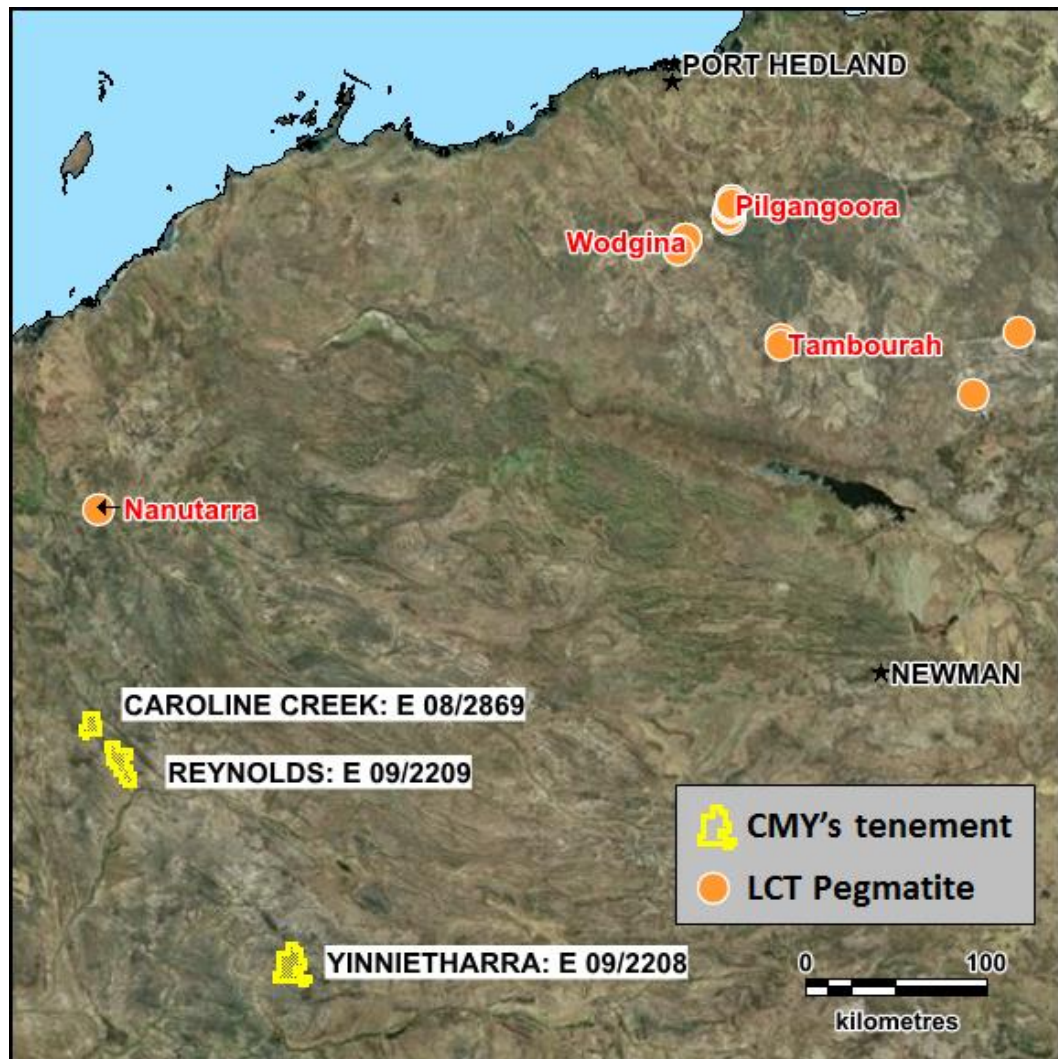 PORT HEDLAND
Pilgangoora
Wodgina
Tambourah
Nanutarra
NEWMAN
CAROLINE CREEK: E 08/2869
REYNOLDS: E 09/2209
CMY's tenement
LCT Pegmatite
YINNIETHARRA: E 09/2208
0 100
kilometres